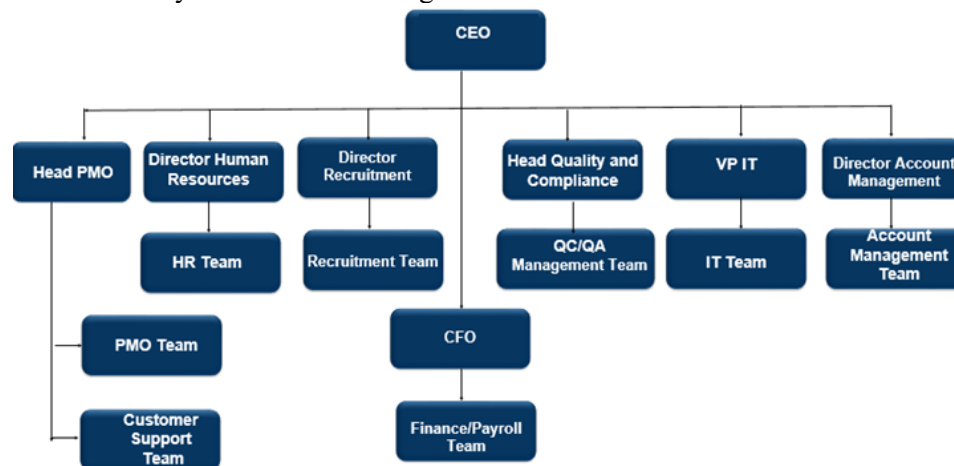 CEO
Head PMO
Director Human
Resources
Director
Recruitment
Head Quality and
Compliance
VP IT
Director Account
Management
HR Team
Recruitment Team
QC/QA
Management Team
IT Team
Account
Management
Team
PMO Team
CFO
Customer
Support
Team
Finance/Payroll
Team